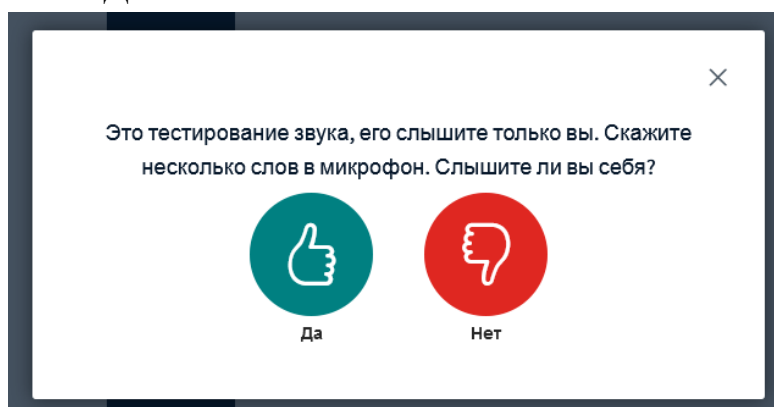 Это тестирование звука, его слышите только вы. Скажите
несколько слов в микрофон. Слышите ли вы себя?
Да
Нет